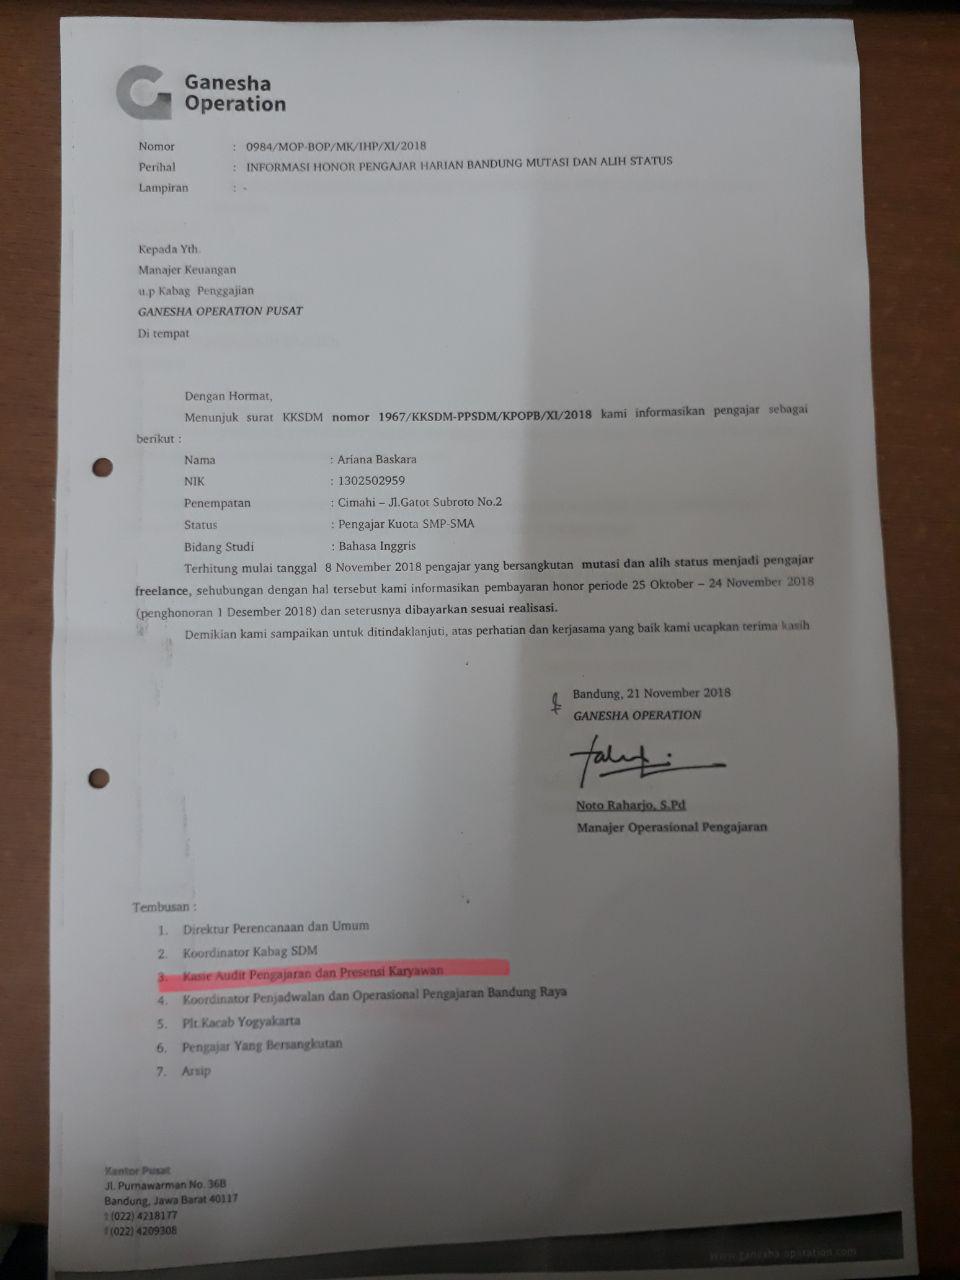 Ganesha
Operation
Nomor : 0984/MOP-BOP/MK/IHP/XI/2018
Perihal : INFORMASI HONOR PENGAJAR HARIAN BANDUNG MUTASI DAN ALIH STATUS
Lampiran : -
Kepada Yth.
Manajer Keuangan
u.p Kabag Penggajian
GANESHA OPERATION PUSAT
Di tempat
Dengan Hormat,
Menunjuk surat KKSDM nomor 1967/KKSDM-PPSDM/KPOPB/XI/2018 kami informasikan pengajar sebagai
berikut :
Nama : Ariana Baskara
NIK : 1302502959
Penempatan : Cimahi – Jl.Gatot Subroto No.2
Status : Pengajar Kuota SMP-SMA
Bidang Studi : Bahasa Inggris
Terhitung mulai tanggal 8 November 2018 pengajar yang bersangkutan mutasi dan alih status menjadi pengajar
freelance, sehubungan dengan hal tersebut kami informasikan pembayaran honor periode 25 Oktober – 24 November 2018
(penghonoran 1 Desember 2018) dan seterusnya dibayarkan sesuai realisasi.
Demikian kami sampaikan untuk ditindaklanjuti, atas perhatian dan kerjasama yang baik kami ucapkan terima kasih
Bandung, 21 November 2018
GANESHA OPERATION
Noto Raharjo, S.Pd
Manajer Operasional Pengajaran
Tembusan :
1. Direktur Perencanaan dan Umum
2. Koordinator Kabag SDM
3. Kasie Audit Pengajaran dan Presensi Karyawan
4. Koordinator Penjadwalan dan Operasional Pengajaran Bandung Raya
5. Plt.Kacab Yogyakarta
6. Pengajar Yang Bersangkutan
7. Arsip
Kantor Pusat
Jl. Purnawarman No. 36B
Bandung, Jawa Barat 40117
t (022) 4218177
f (022) 4209308
www.ganesha-operation.com